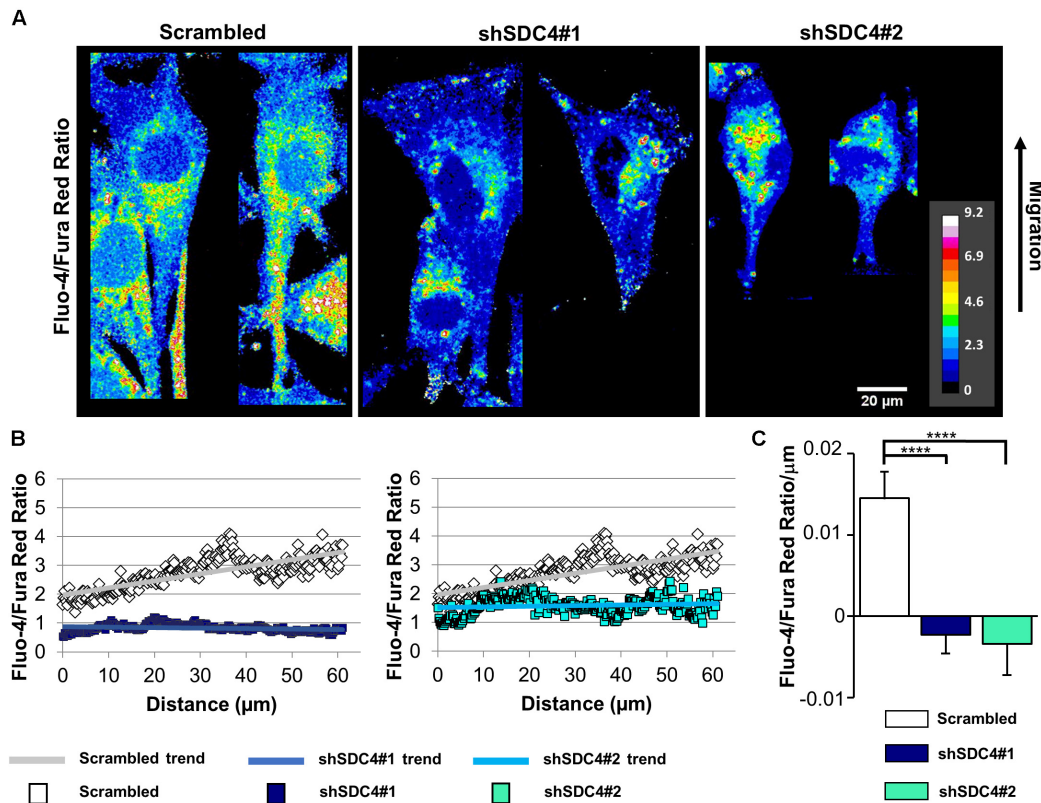 A
Scrambled
shSDC4#1
shSDC4#2
Fluo-4/Fura Red Ratio
Migration
9.2
6.9
4.6
2.3
0
20 µm
B
Fluo-4/Fura Red Ratio
6
5
4
3
2
1
0
0 10 20 30 40 50 60
Distance (µm)
Fluo-4/Fura Red Ratio
6
5
4
3
2
1
0
0 10 20 30 40 50 60
Distance (µm)
Scrambled trend
shSDC4#1 trend
shSDC4#2 trend
Scrambled
shSDC4#1
shSDC4#2
C
Fluo-4/Fura Red Ratio/µm
0.02
0.01
0
-0.01
****
****
Scrambled
shSDC4#1
shSDC4#2